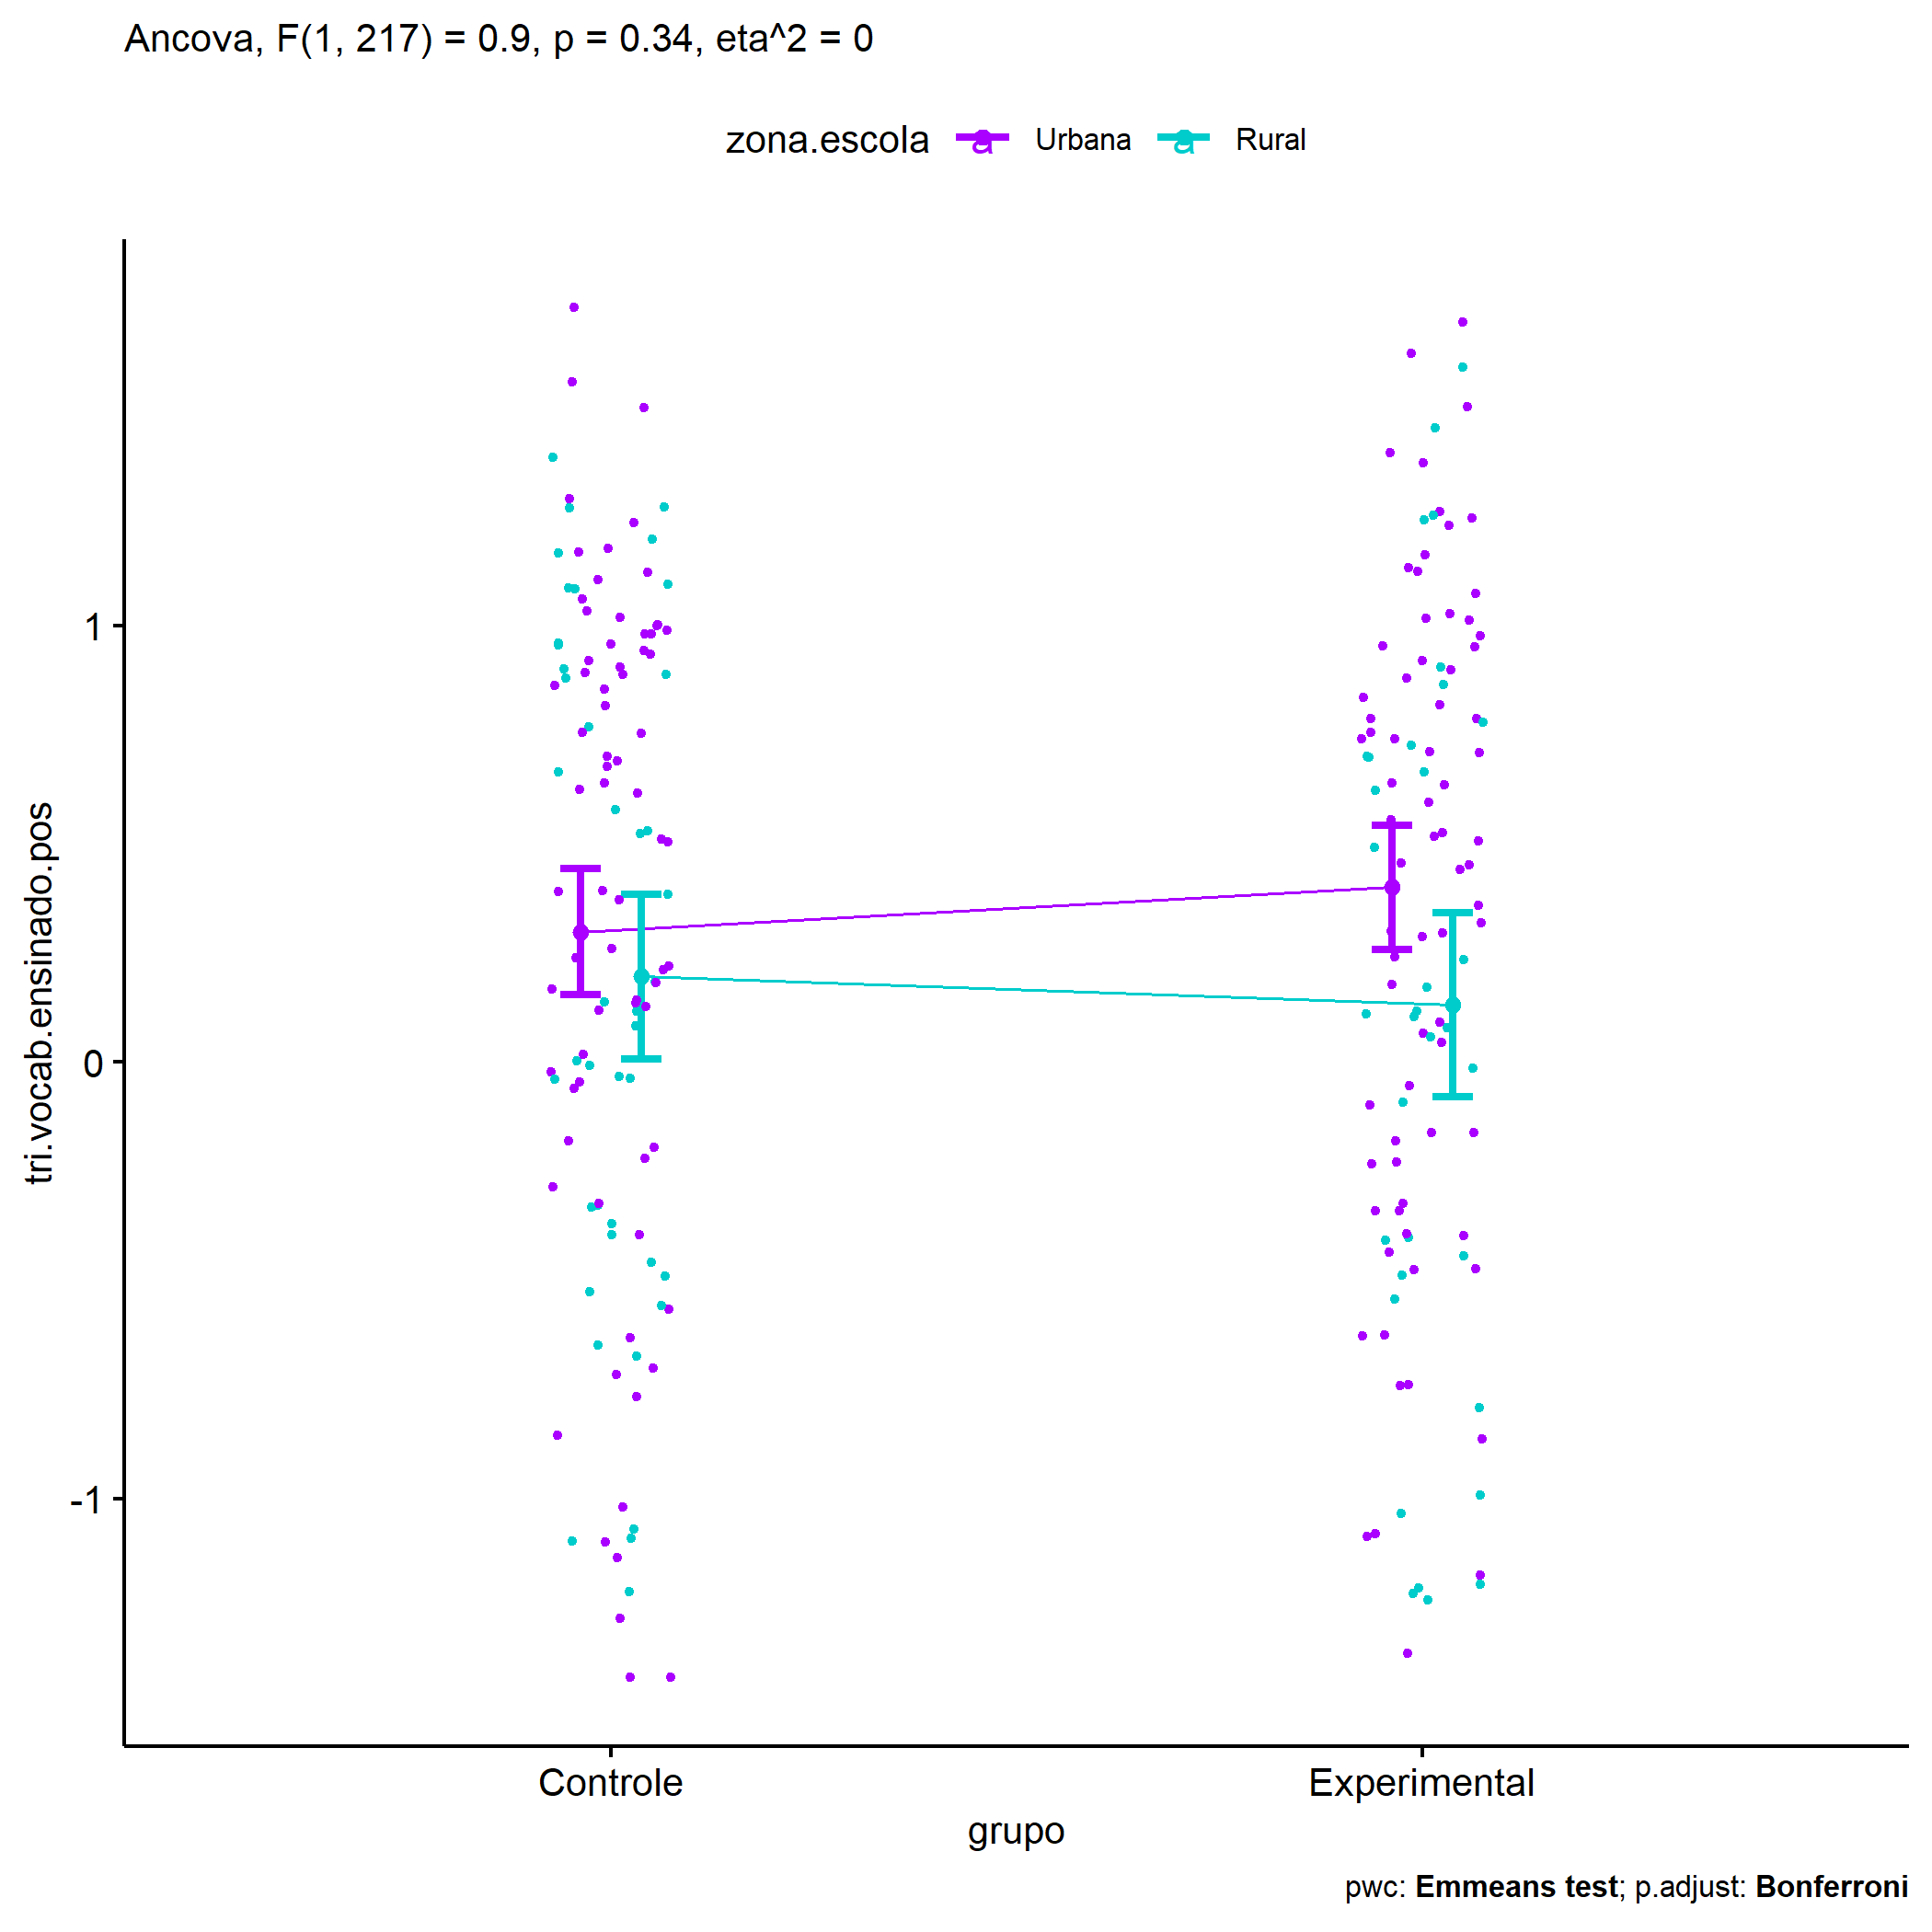 Ancova, F(1, 217) = 0.9, p = 0.34, eta^2 = 0
zona.escola a Urbana a Rural
tri.vocab.ensinado.pos
1
0
-1
Controle Experimental
grupo
pwc: Emmeans test; p.adjust: Bonferroni